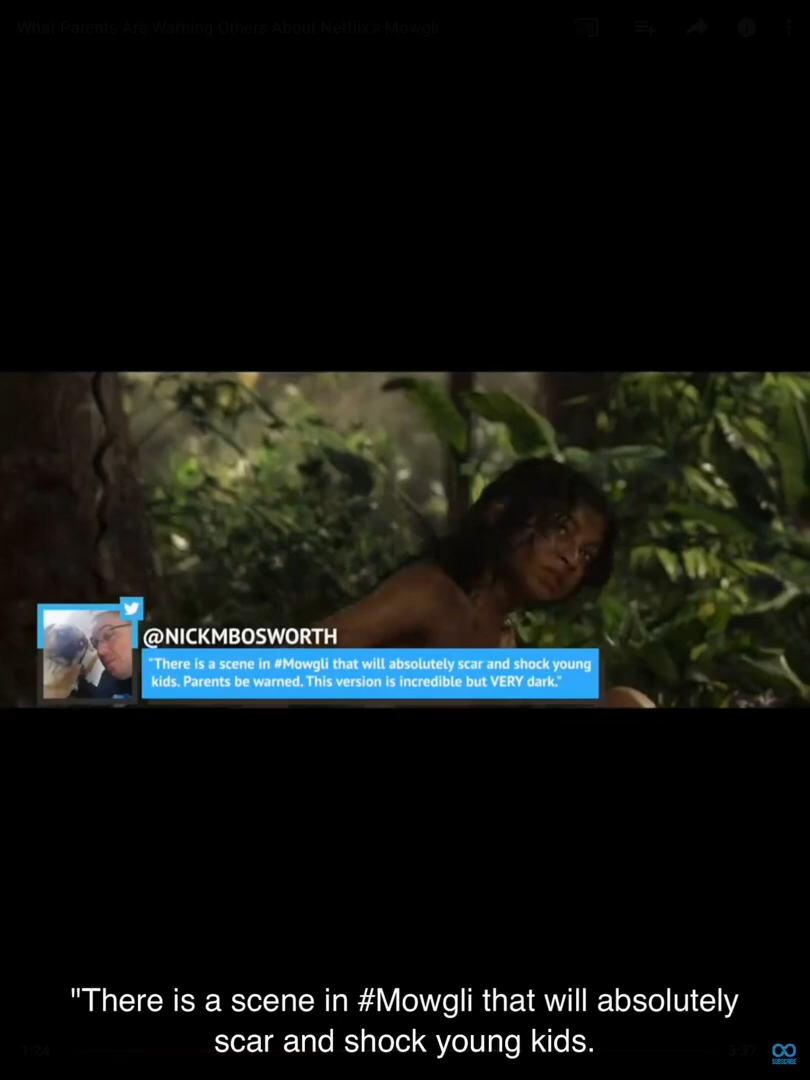 What Parents Are Warning Others About Netflix's Mowgli
@NICKMBOSWORTH
"There is a scene in #Mowgli that will absolutely scar and shock young
kids. Parents be warned. This version is incredible but VERY dark."
"There is a scene in #Mowgli that will absolutely
scar and shock young kids.
1:24
3:37
SUBSCRIBE